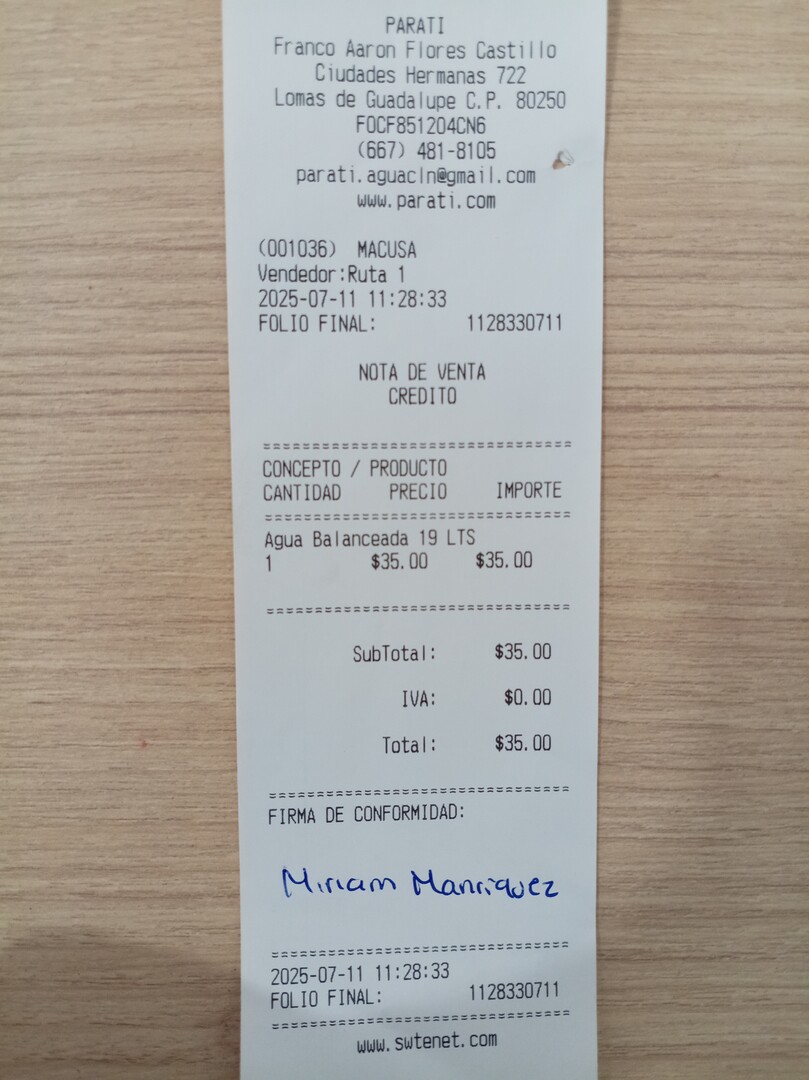 PARATI
Franco Aaron Flores Castillo
Ciudades Hermanas 722
Lomas de Guadalupe C.P. 80250
FOCF851204CN6
(667) 481-8105
parati.aguacln@gmail.com
www.parati.com
(001036) MACUSA
Vendedor:Ruta 1
2025-07-11 11:28:33
FOLIO FINAL: 1128330711
NOTA DE VENTA
CREDITO
================================
CONCEPTO / PRODUCTO
CANTIDAD PRECIO IMPORTE
================================
Agua Balanceada 19 LTS
1 $35.00 $35.00
================================
SubTotal: $35.00
IVA: $0.00
Total: $35.00
================================
FIRMA DE CONFORMIDAD:
Miriam Manriquez
================================
2025-07-11 11:28:33
FOLIO FINAL: 1128330711
================================
www.swtenet.com